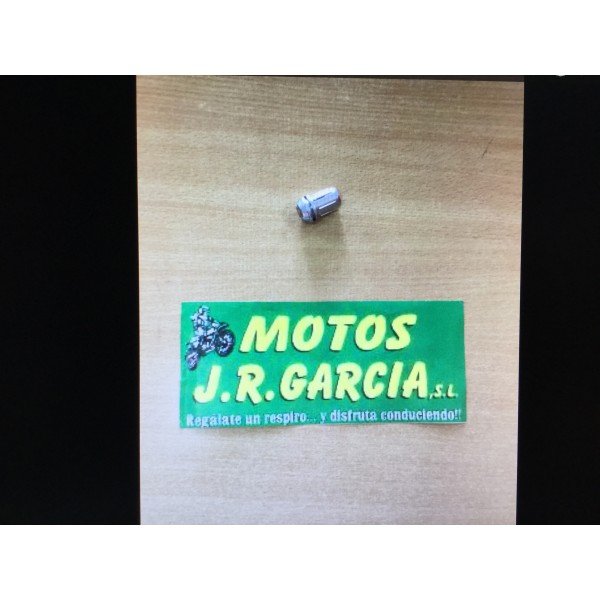 MOTOS
J.R.GARCIA,S.L.
Regálate un respiro... y disfruta conduciendo!!